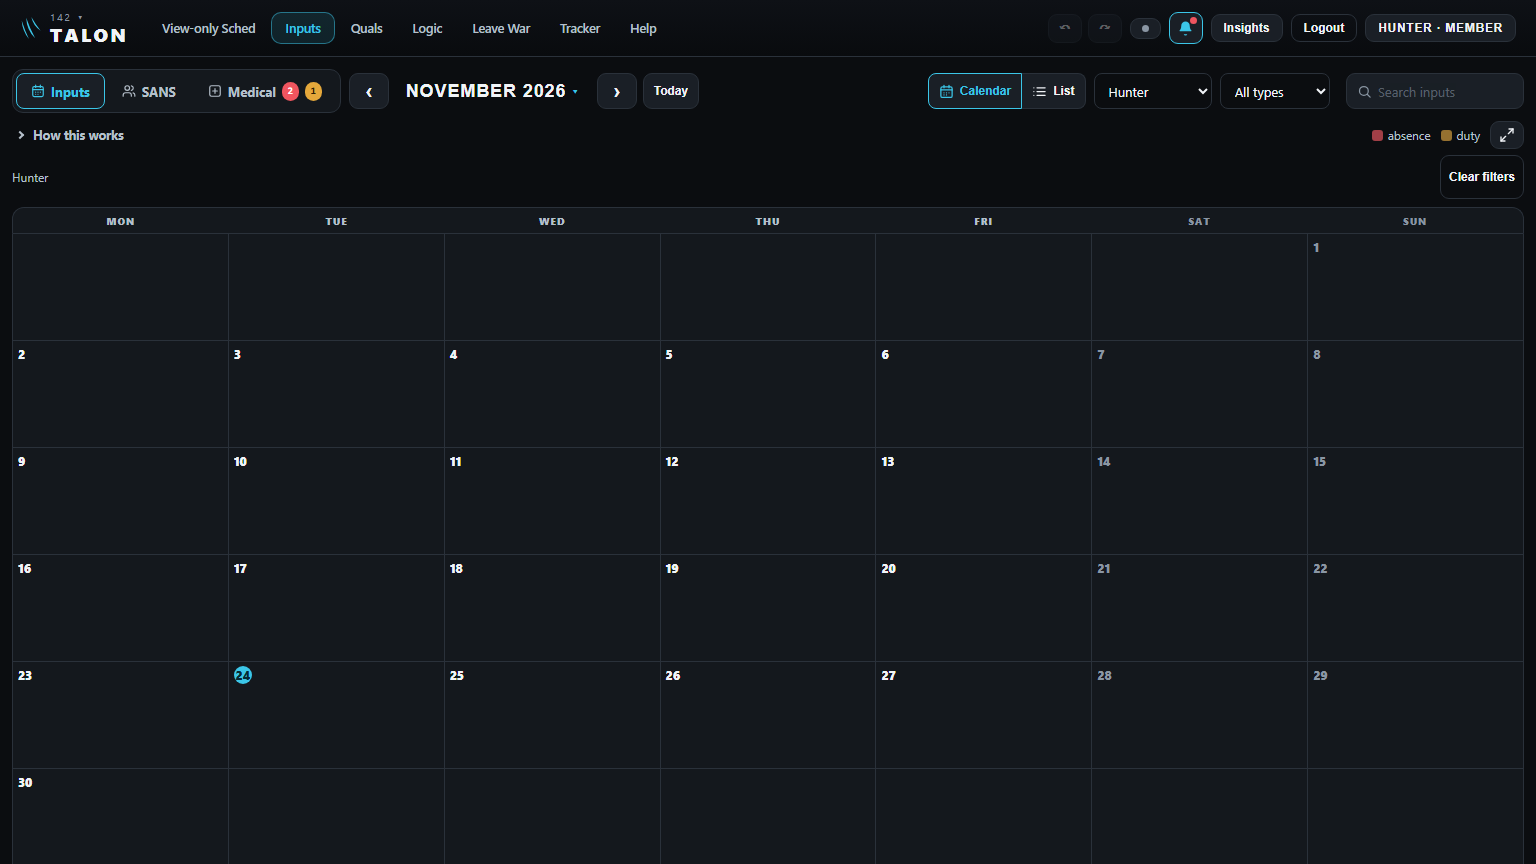 142
TALON
View-only Sched
Inputs
Quals
Logic
Leave War
Tracker
Help
Insights
Logout
HUNTER · MEMBER
Inputs
SANS
Medical 2 1
NOVEMBER 2026
Today
Calendar
List
Hunter
All types
Search inputs
How this works
absence
duty
Hunter
Clear filters
MON TUE WED THU FRI SAT SUN
1
2 3 4 5 6 7 8
9 10 11 12 13 14 15
16 17 18 19 20 21 22
23 24 25 26 27 28 29
30